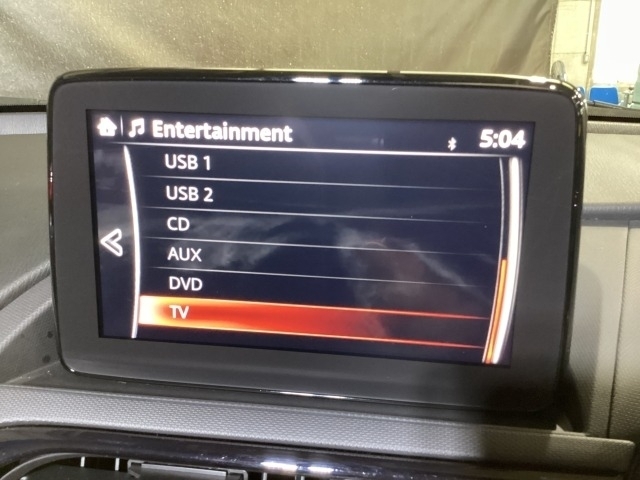 Entertainment
5:04
USB 1
USB 2
CD
AUX
DVD
TV